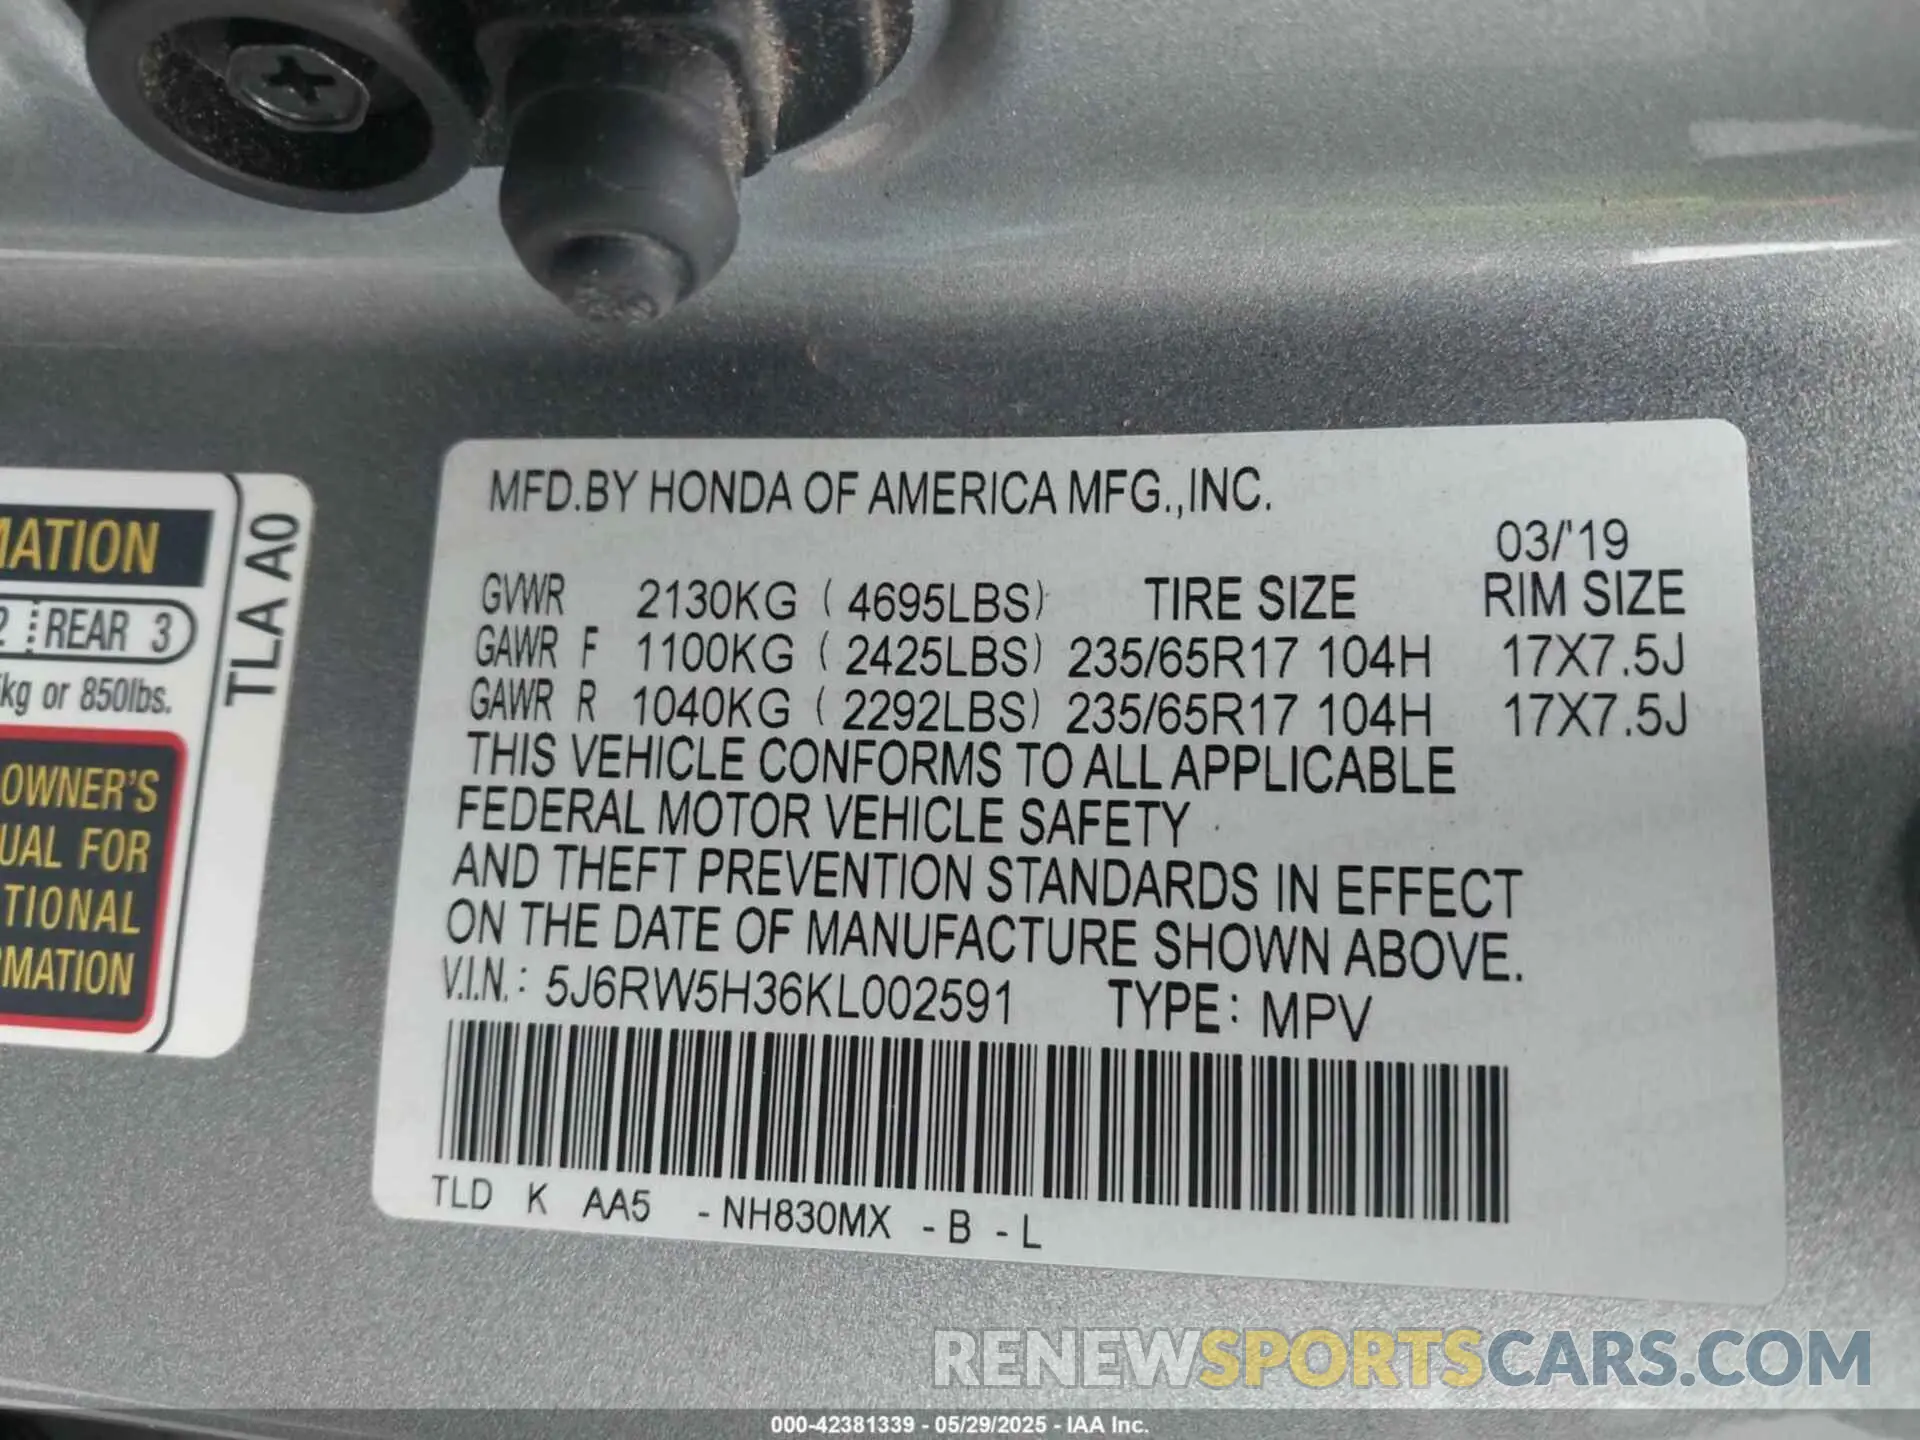 MFD.BY HONDA OF AMERICA MFG.,INC.
03/'19
GVWR 2130KG ( 4695LBS) TIRE SIZE RIM SIZE
GAWR F 1100KG ( 2425LBS) 235/65R17 104H 17X7.5J
GAWR R 1040KG ( 2292LBS) 235/65R17 104H 17X7.5J
THIS VEHICLE CONFORMS TO ALL APPLICABLE
FEDERAL MOTOR VEHICLE SAFETY
AND THEFT PREVENTION STANDARDS IN EFFECT
ON THE DATE OF MANUFACTURE SHOWN ABOVE.
V.I.N.: 5J6RW5H36KL002591 TYPE: MPV
TLD K AA5 -NH830MX -B -L
MATION
2 REAR 3
kg or 850lbs.
OWNER'S
UAL FOR
TIONAL
RMATION
TLA A0
RENEWSPORTSCARS.COM
000-42381339 - 05/29/2025 - IAA Inc.